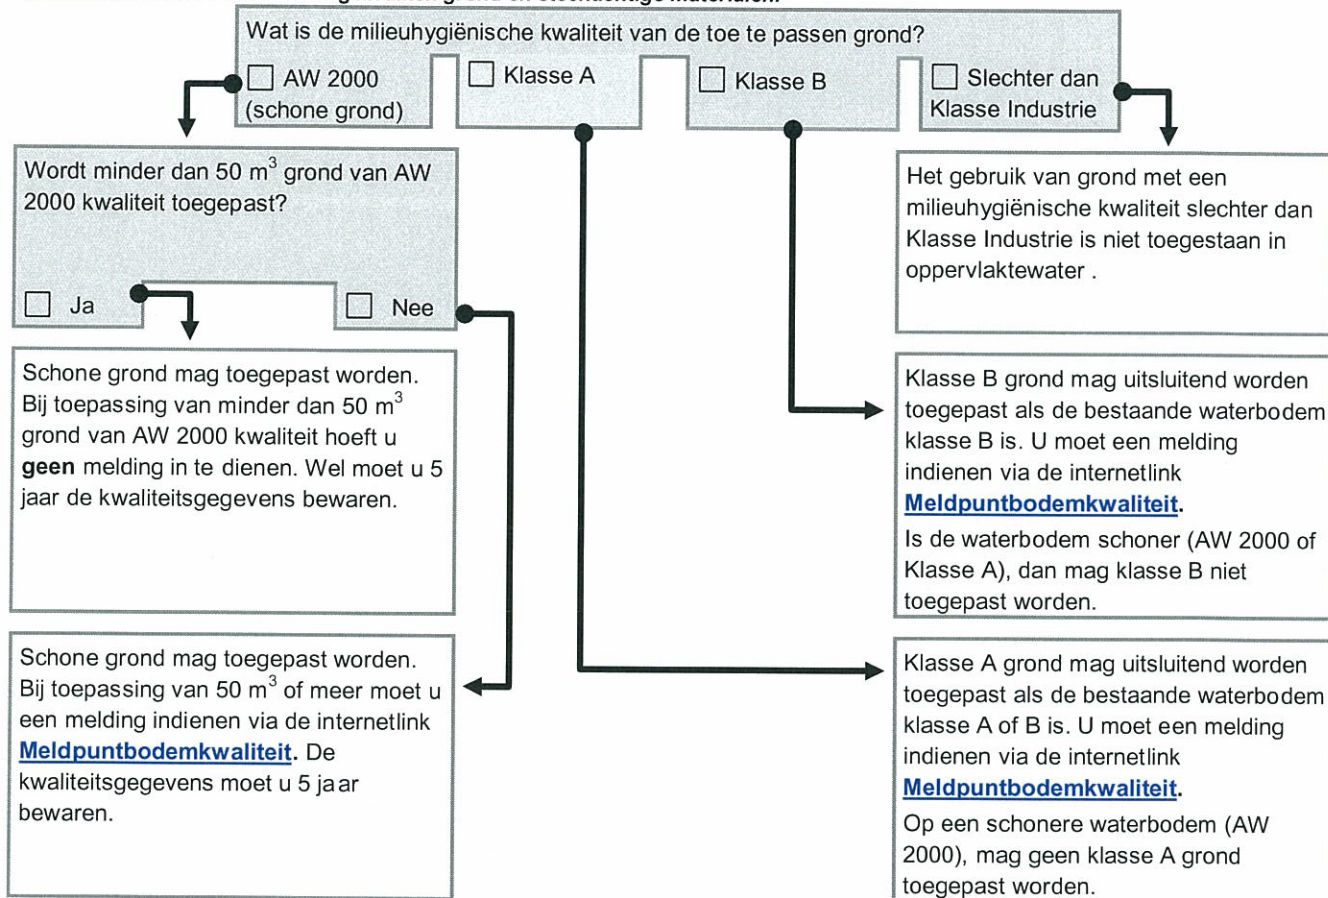 grond en steenachtige materialen.
Wat is de milieuhygiënische kwaliteit van de toe te passen grond?
☐ AW 2000
(schone grond)
☐ Klasse A
☐ Klasse B
☐ Slechter dan
Klasse Industrie
Wordt minder dan 50 m³ grond van AW
2000 kwaliteit toegepast?
☐ Ja
☐ Nee
Het gebruik van grond met een
milieuhygiënische kwaliteit slechter dan
Klasse Industrie is niet toegestaan in
oppervlaktewater .
Schone grond mag toegepast worden.
Bij toepassing van minder dan 50 m³
grond van AW 2000 kwaliteit hoeft u
geen melding in te dienen. Wel moet u 5
jaar de kwaliteitsgegevens bewaren.
Klasse B grond mag uitsluitend worden
toegepast als de bestaande waterbodem
klasse B is. U moet een melding
indienen via de internetlink
Meldpuntbodemkwaliteit.
Is de waterbodem schoner (AW 2000 of
Klasse A), dan mag klasse B niet
toegepast worden.
Schone grond mag toegepast worden.
Bij toepassing van 50 m³ of meer moet u
een melding indienen via de internetlink
Meldpuntbodemkwaliteit. De
kwaliteitsgegevens moet u 5 jaar
bewaren.
Klasse A grond mag uitsluitend worden
toegepast als de bestaande waterbodem
klasse A of B is. U moet een melding
indienen via de internetlink
Meldpuntbodemkwaliteit.
Op een schonere waterbodem (AW
2000), mag geen klasse A grond
toegepast worden.